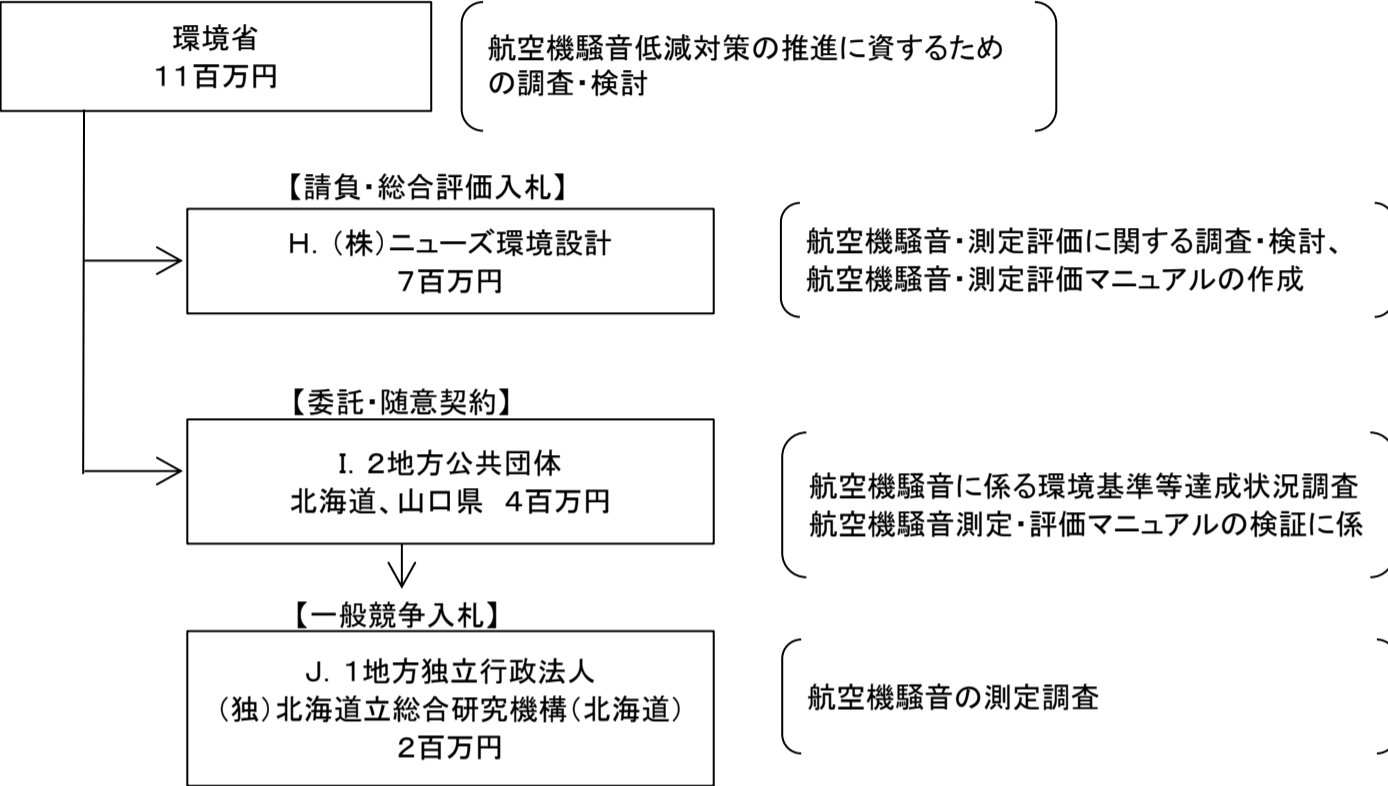 環境省
11百万円
航空機騒音低減対策の推進に資するため
の調査・検討
【請負・総合評価入札】
H. (株)ニューズ環境設計
7百万円
航空機騒音・測定評価に関する調査・検討、
航空機騒音・測定評価マニュアルの作成
【委託・随意契約】
I. 2地方公共団体
北海道、山口県 4百万円
航空機騒音に係る環境基準等達成状況調査
航空機騒音測定・評価マニュアルの検証に係
【一般競争入札】
J. 1地方独立行政法人
(独)北海道立総合研究機構(北海道)
2百万円
航空機騒音の測定調査